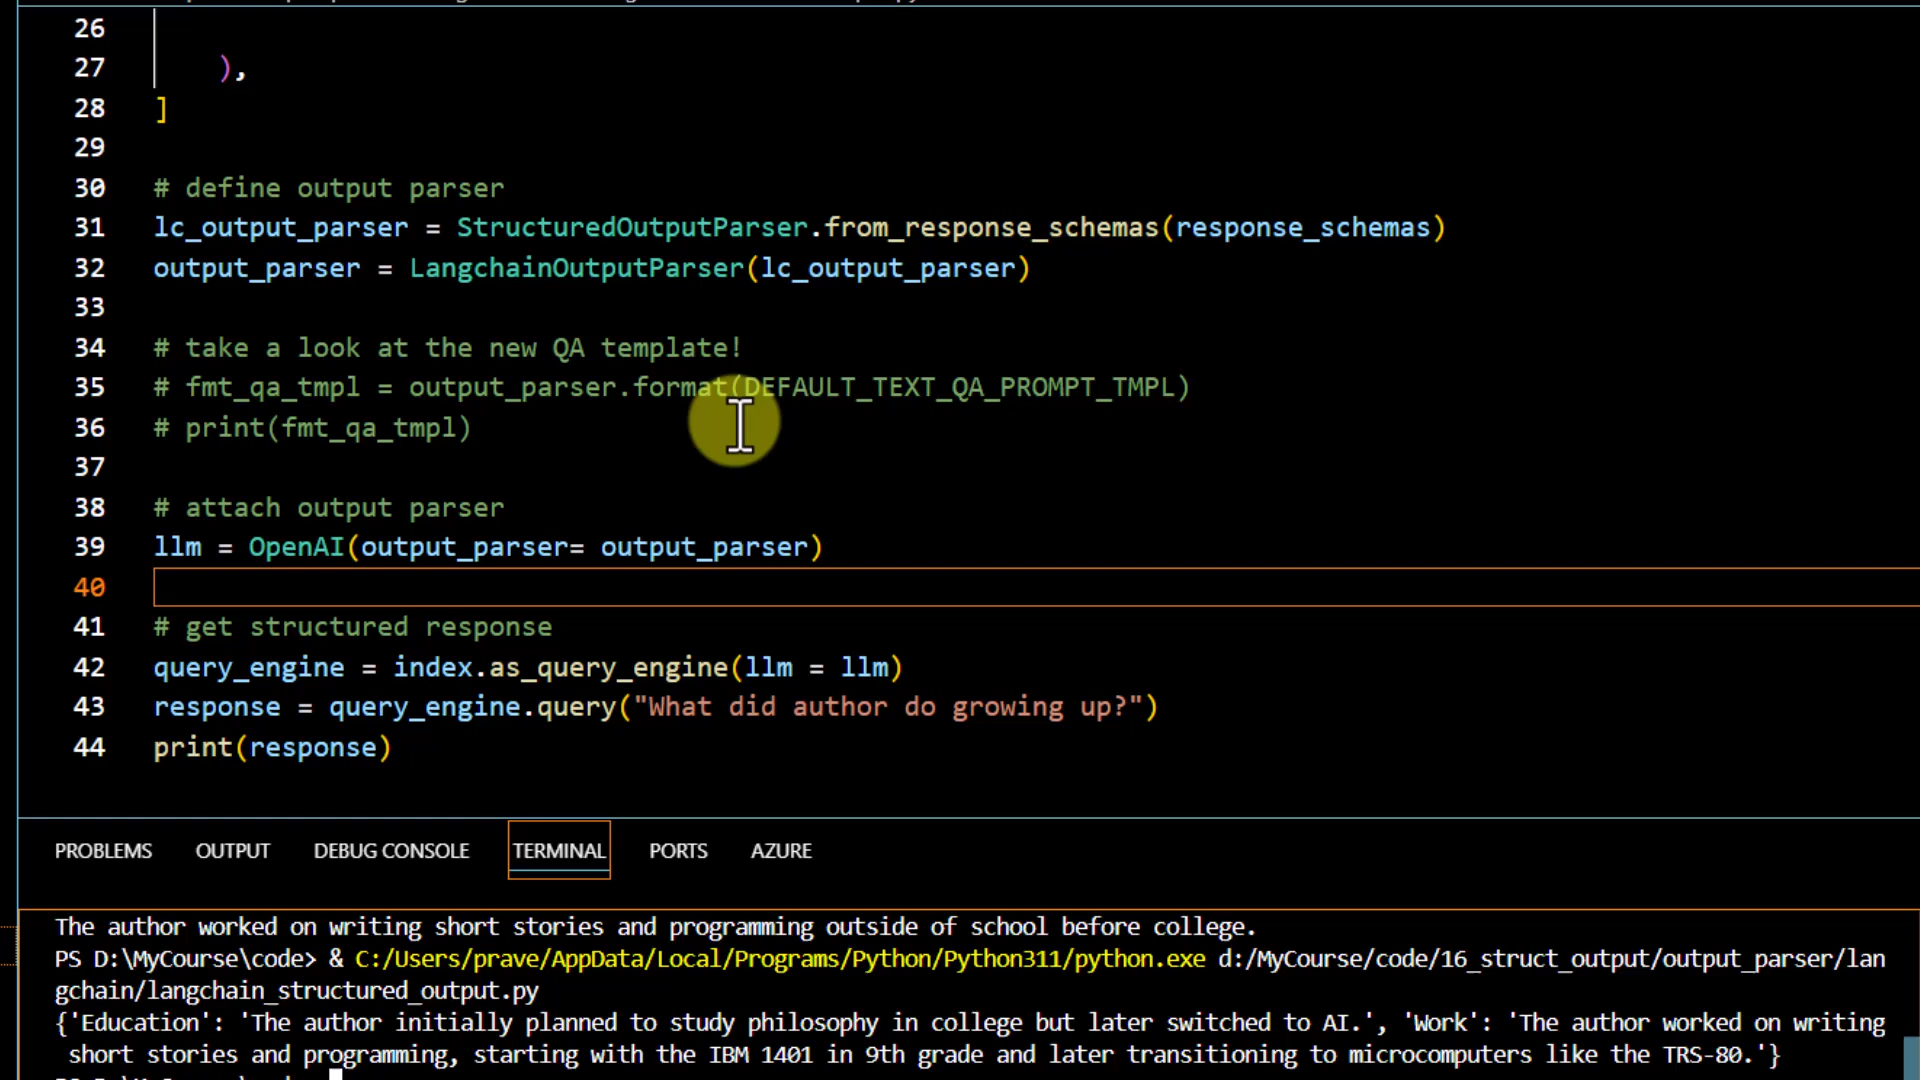 26
27 ),
28 ]
29
30 # define output parser
31 lc_output_parser = StructuredOutputParser.from_response_schemas(response_schemas)
32 output_parser = LangchainOutputParser(lc_output_parser)
33
34 # take a look at the new QA template!
35 # fmt_qa_tmpl = output_parser.format(DEFAULT_TEXT_QA_PROMPT_TMPL)
36 # print(fmt_qa_tmpl)
37
38 # attach output parser
39 llm = OpenAI(output_parser= output_parser)
40
41 # get structured response
42 query_engine = index.as_query_engine(llm = llm)
43 response = query_engine.query("What did author do growing up?")
44 print(response)
PROBLEMS OUTPUT DEBUG CONSOLE TERMINAL PORTS AZURE
The author worked on writing short stories and programming outside of school before college.
PS D:\MyCourse\code> & C:/Users/prave/AppData/Local/Programs/Python/Python311/python.exe d:/MyCourse/code/16_struct_output/output_parser/lan
gchain/langchain_structured_output.py
{'Education': 'The author initially planned to study philosophy in college but later switched to AI.', 'Work': 'The author worked on writing
short stories and programming, starting with the IBM 1401 in 9th grade and later transitioning to microcomputers like the TRS-80.'}